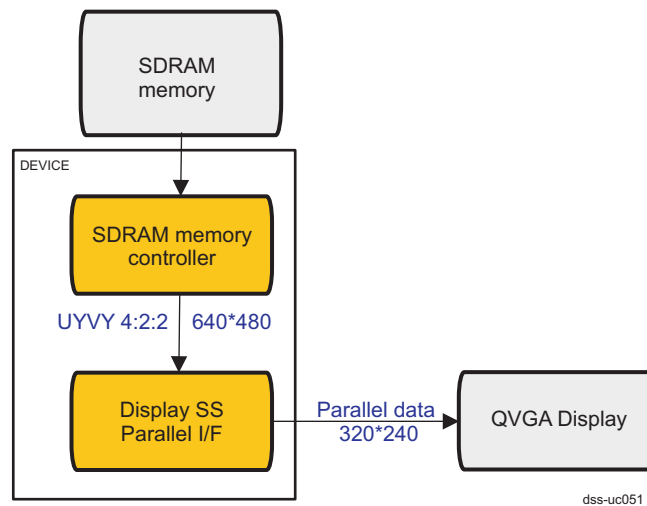 SDRAM
memory
DEVICE
SDRAM memory
controller
UYVY 4:2:2 640*480
Display SS
Parallel I/F
Parallel data
320*240
QVGA Display
dss-uc051